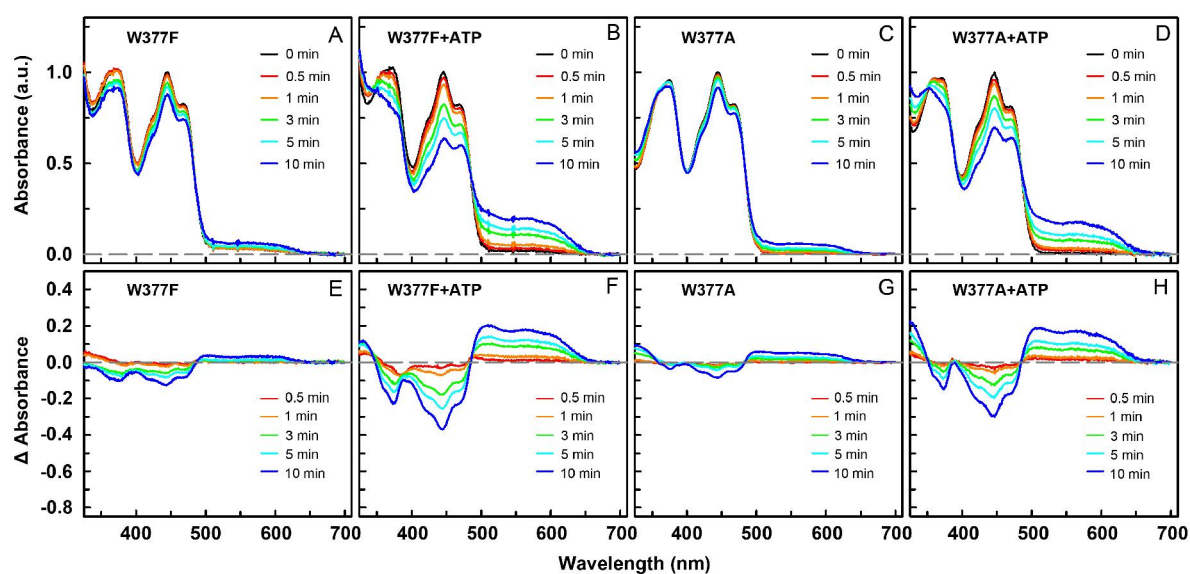 W377F A
0 min
0.5 min
1 min
3 min
5 min
10 min
W377F+ATP B
0 min
0.5 min
1 min
3 min
5 min
10 min
W377A C
0 min
0.5 min
1 min
3 min
5 min
10 min
W377A+ATP D
0 min
0.5 min
1 min
3 min
5 min
10 min
Absorbance (a.u.)
1.0
0.5
0.0
W377F E
0.5 min
1 min
3 min
5 min
10 min
W377F+ATP F
0.5 min
1 min
3 min
5 min
10 min
W377A G
0.5 min
1 min
3 min
5 min
10 min
W377A+ATP H
0.5 min
1 min
3 min
5 min
10 min
Δ Absorbance
0.4
0.2
0.0
-0.2
-0.4
-0.6
-0.8
400 500 600 700 400 500 600 700 400 500 600 700 400 500 600 700
Wavelength (nm)